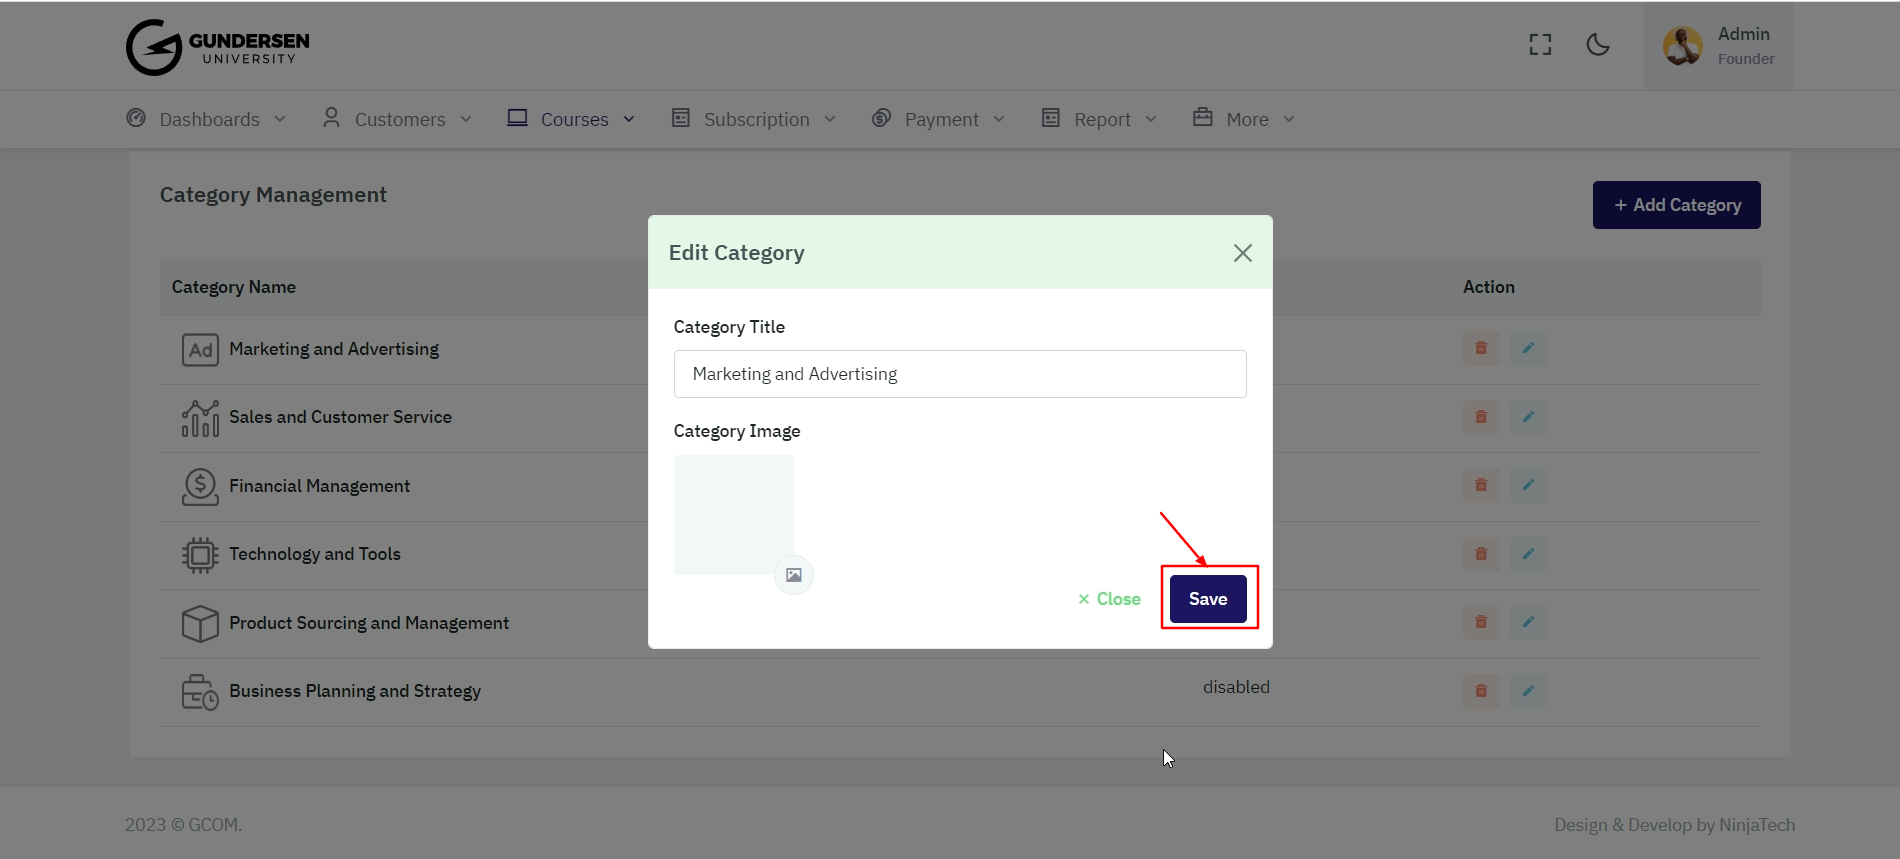 GUNDERSEN
UNIVERSITY
Admin
Founder
Dashboards
Customers
Courses
Subscription
Payment
Report
More
Category Management
+ Add Category
Edit Category
Category Name
Action
Category Title
Ad Marketing and Advertising
Marketing and Advertising
Sales and Customer Service
Category Image
Financial Management
Technology and Tools
× Close
Save
Product Sourcing and Management
Business Planning and Strategy
disabled
2023 © GCOM.
Design & Develop by NinjaTech